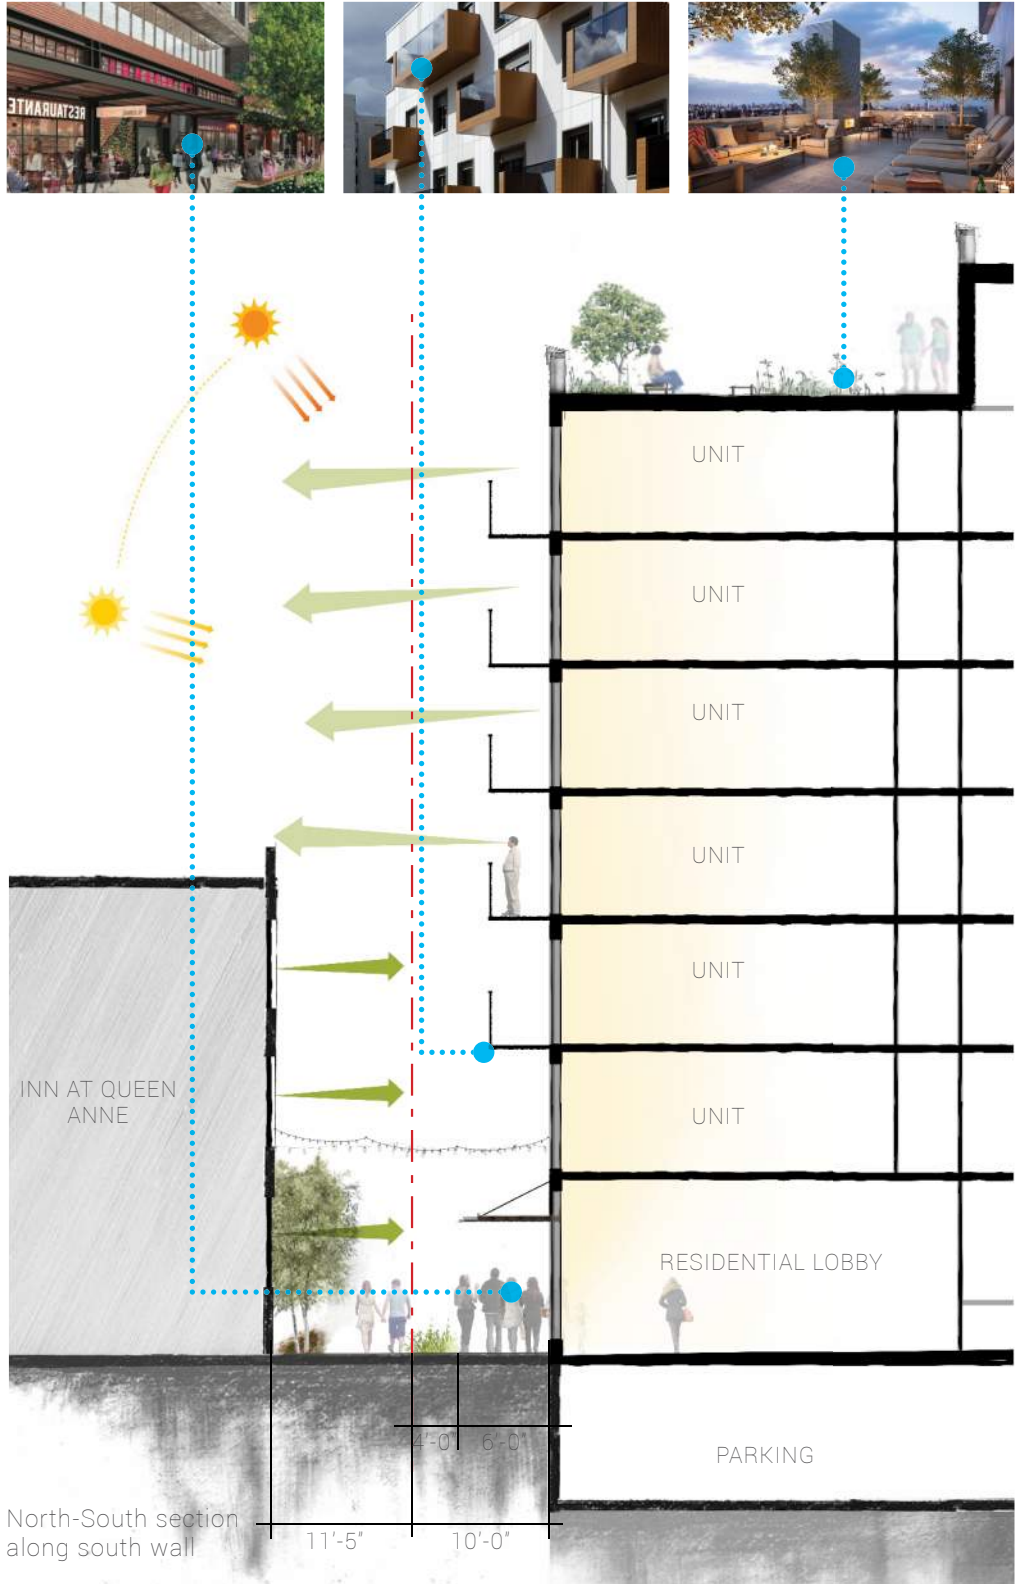 RESTAURANTE
UNIT
UNIT
UNIT
UNIT
UNIT
INN AT QUEEN
ANNE
UNIT
RESIDENTIAL LOBBY
4'-0"
6'-0"
PARKING
North-South section
along south wall
11'-5"
10'-0"